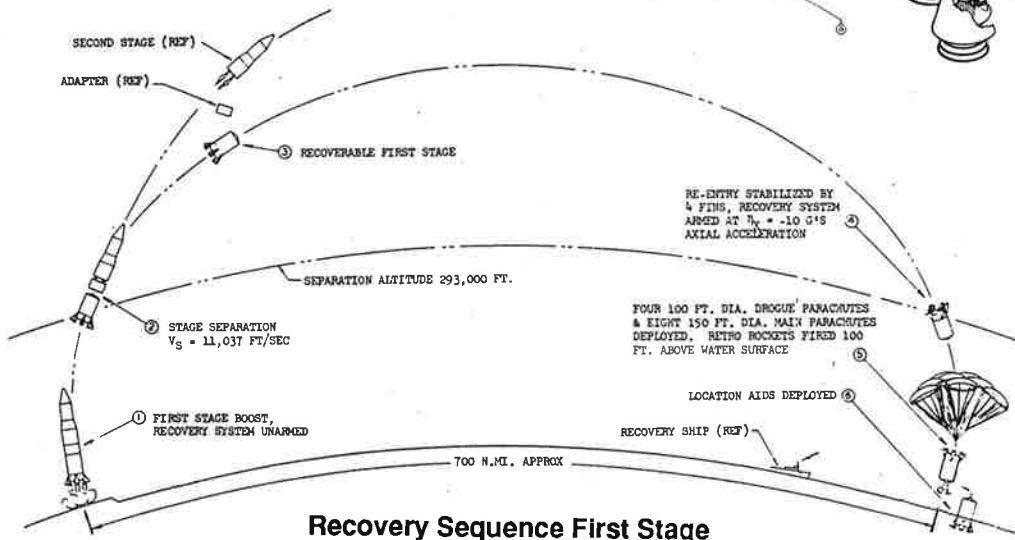 SECOND STAGE (REF)
ADAPTER (REF)
③ RECOVERABLE FIRST STAGE
RE-ENTRY STABILIZED BY
4 FINS, RECOVERY SYSTEM
ARMED AT = -10 G'S
AXIAL ACCELERATION ④
SEPARATION ALTITUDE 293,000 FT.
② STAGE SEPARATION
VS = 11,037 FT/SEC
FOUR 100 FT. DIA. DROGUE PARACHUTES
& EIGHT 150 FT. DIA. MAIN PARACHUTES
DEPLOYED. RETRO ROCKETS FIRED 100
FT. ABOVE WATER SURFACE ⑤
LOCATION AIDS DEPLOYED ⑥
① FIRST STAGE BOOST,
RECOVERY SYSTEM UNARMED
RECOVERY SHIP (REF)
700 N.MI. APPROX
Recovery Sequence First Stage